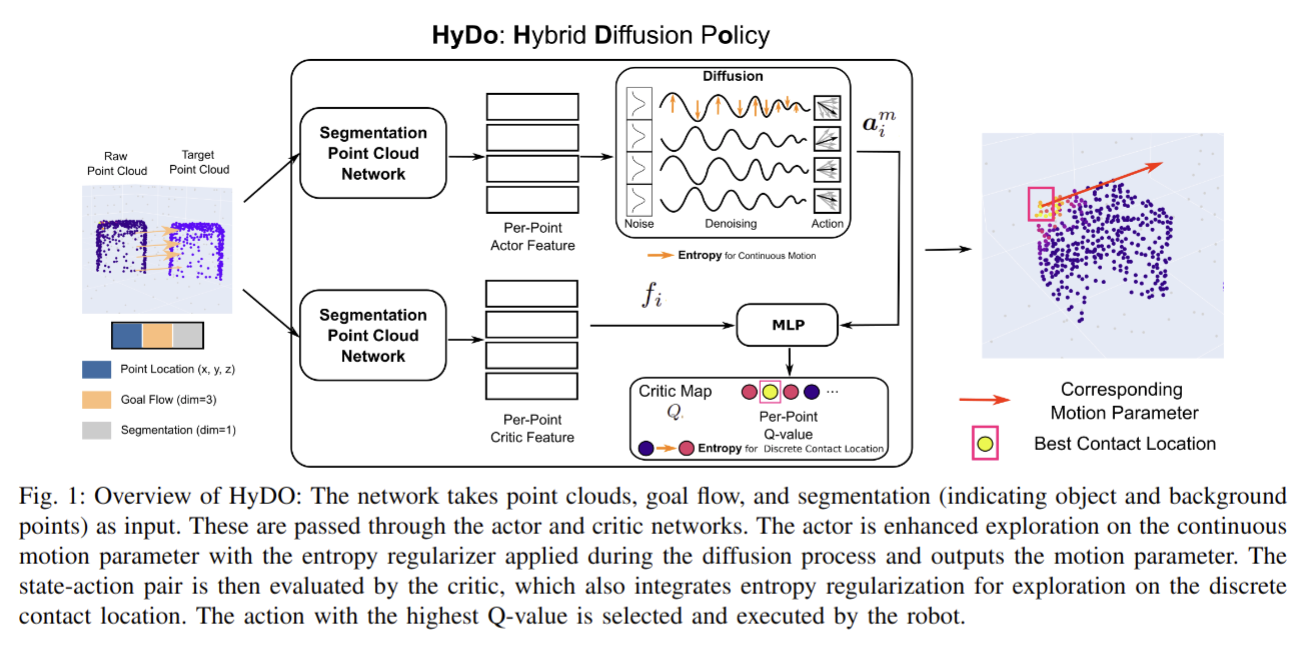 HyDo: Hybrid Diffusion Policy
Raw
Point Cloud
Target
Point Cloud
Point Location (x, y, z)
Goal Flow (dim=3)
Segmentation (dim=1)
Segmentation
Point Cloud
Network
Per-Point
Actor Feature
Diffusion
Noise
Denoising
Action
Entropy for Continuous Motion
a_i^m
Segmentation
Point Cloud
Network
Per-Point
Critic Feature
f_i
MLP
Critic Map
Q
...
Per-Point
Q-value
Entropy for Discrete Contact Location
Corresponding
Motion Parameter
Best Contact Location
Fig. 1: Overview of HyDO: The network takes point clouds, goal flow, and segmentation (indicating object and background
points) as input. These are passed through the actor and critic networks. The actor is enhanced exploration on the continuous
motion parameter with the entropy regularizer applied during the diffusion process and outputs the motion parameter. The
state-action pair is then evaluated by the critic, which also integrates entropy regularization for exploration on the discrete
contact location. The action with the highest Q-value is selected and executed by the robot.